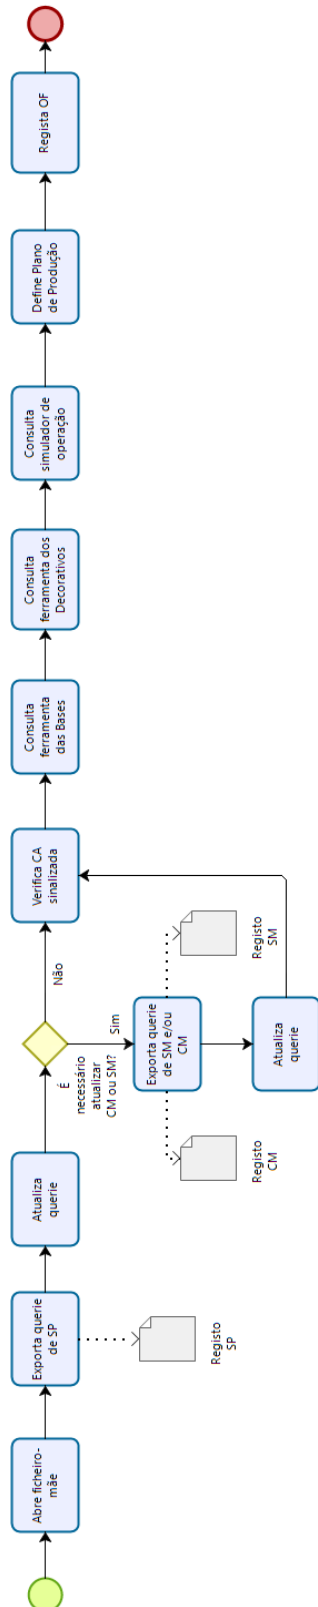 Abre ficheiro-
mãe
Exporta querie
de SP
Registo
SP
Atualiza
querie
É
necessário
atualizar
CM ou SM?
Sim
Não
Exporta querie
de SM e/ou
CM
Registo
CM
Registo
SM
Atualiza
querie
Verifica CA
sinalizada
Consulta
ferramenta
das Bases
Consulta
ferramenta dos
Decorativos
Consulta
simulador de
operação
Define Plano
de Produção
Regista OF